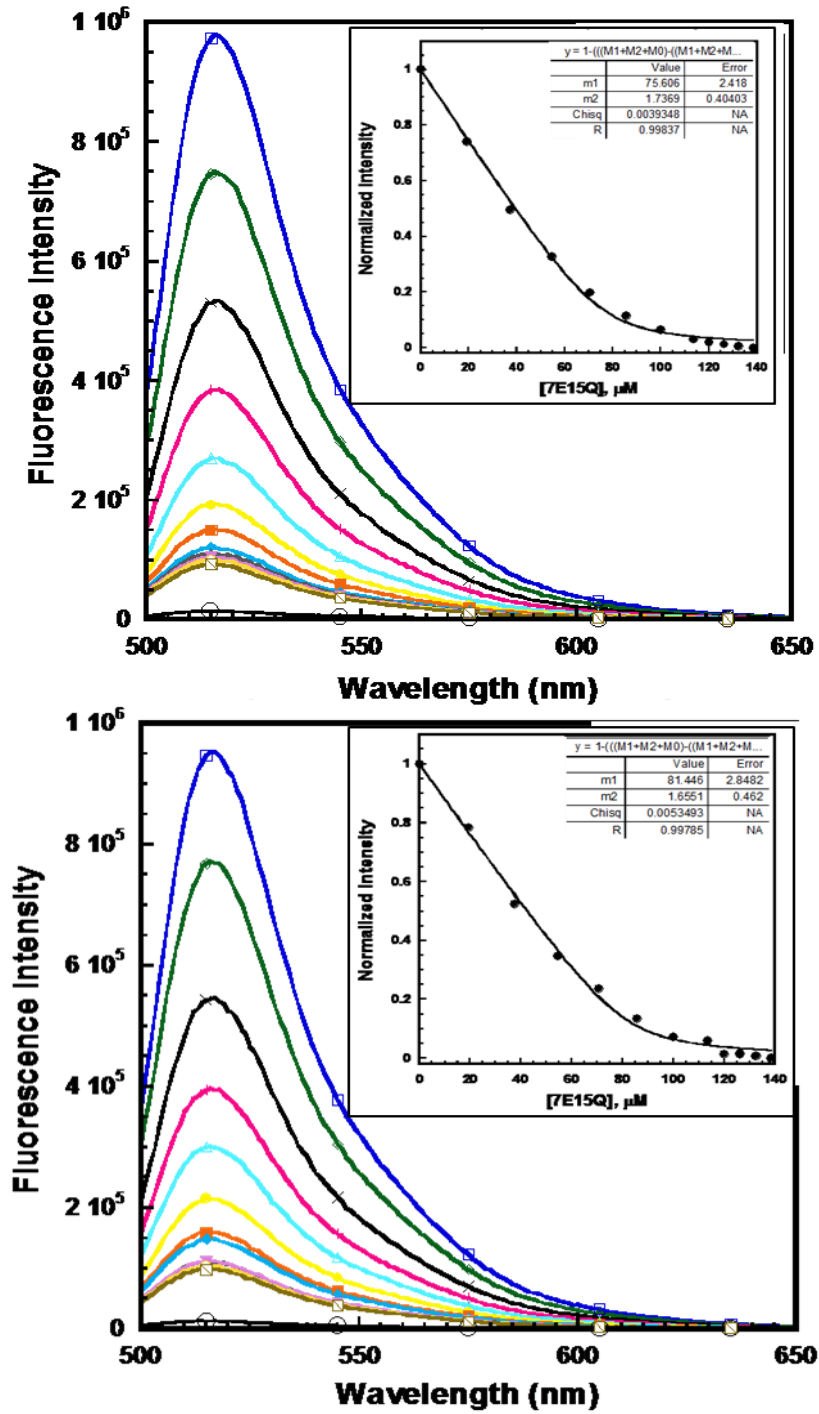 1 10⁶
8 10⁵
6 10⁵
4 10⁵
2 10⁵
0
Fluorescence Intensity
500 550 600 650
Wavelength (nm)
y = 1-(((M1+M2+M0)-((M1+M2+M...
Value Error
m1 75.606 2.418
m2 1.7369 0.40403
Chisq 0.0039348 NA
R 0.99837 NA
1
0.8
0.6
0.4
0.2
0
Normalized Intensity
0 20 40 60 80 100 120 140
[7E15Q], µM
1 10⁶
8 10⁵
6 10⁵
4 10⁵
2 10⁵
0
Fluorescence Intensity
500 550 600 650
Wavelength (nm)
y = 1-(((M1+M2+M0)-((M1+M2+M...
Value Error
m1 81.446 2.8482
m2 1.6551 0.462
Chisq 0.0053493 NA
R 0.99785 NA
1
0.8
0.6
0.4
0.2
0
Normalized Intensity
0 20 40 60 80 100 120 140
[7E15Q], µM